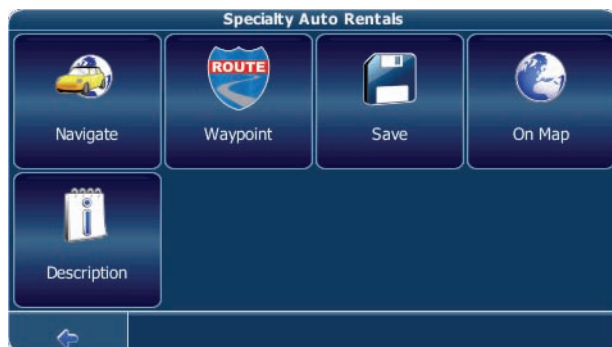 Specialty Auto Rentals
Navigate
ROUTE
Waypoint
Save
On Map
Description